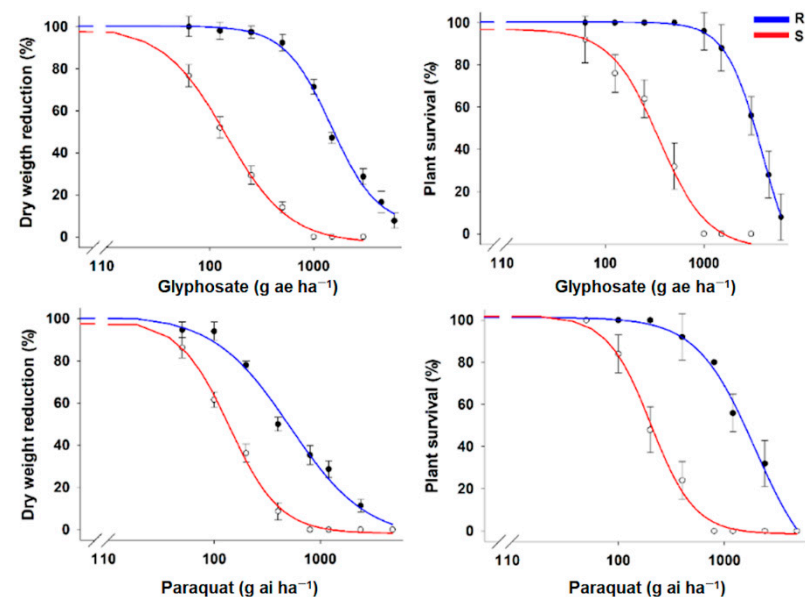 Dry weigth reduction (%)
100
80
60
40
20
0
110 100 1000
Glyphosate (g ae ha⁻¹)
Plant survival (%)
100
80
60
40
20
0
110 100 1000
Glyphosate (g ae ha⁻¹)
R
S
Dry weight reduction (%)
100
80
60
40
20
0
110 100 1000
Paraquat (g ai ha⁻¹)
Plant survival (%)
100
80
60
40
20
0
110 100 1000
Paraquat (g ai ha⁻¹)